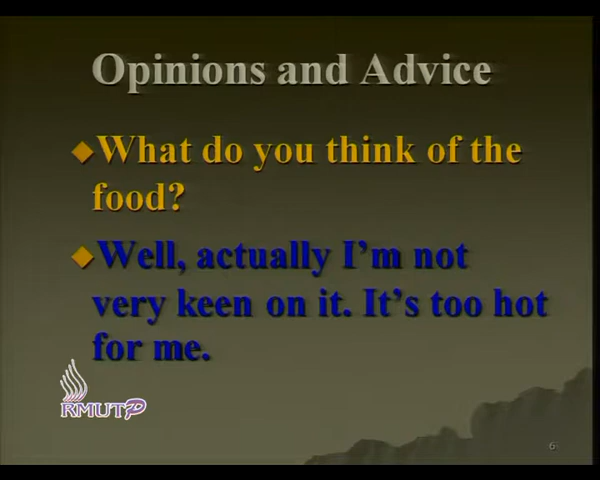 Opinions and Advice
What do you think of the
food?
Well, actually I'm not
very keen on it. It's too hot
for me.
RMUTP
6